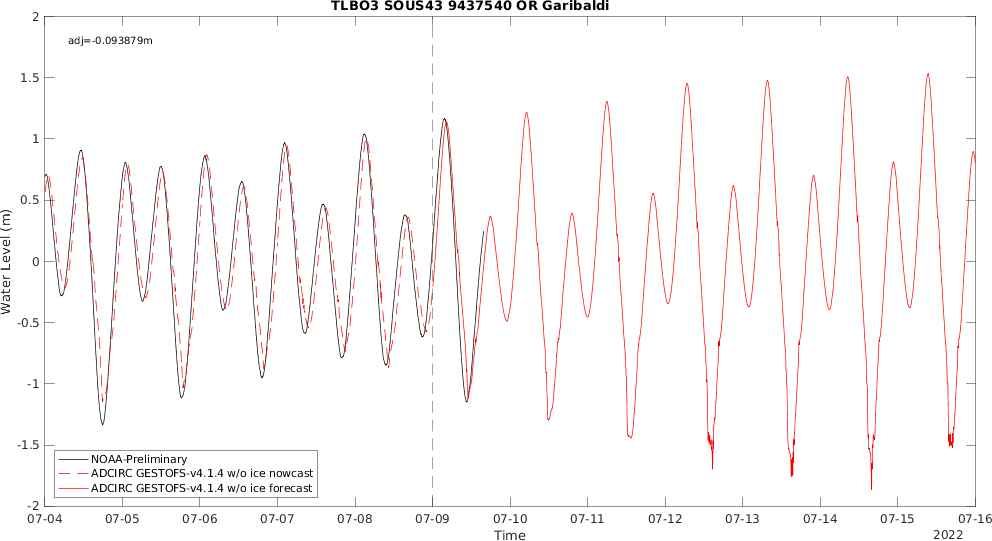 TLBO3 SOUS43 9437540 OR Garibaldi
adj=-0.093879m
Water Level (m)
2
1.5
1
0.5
0
-0.5
-1
-1.5
-2
NOAA-Preliminary
ADCIRC GESTOFS-v4.1.4 w/o ice nowcast
ADCIRC GESTOFS-v4.1.4 w/o ice forecast
07-04 07-05 07-06 07-07 07-08 07-09 07-10 07-11 07-12 07-13 07-14 07-15 07-16
Time
2022